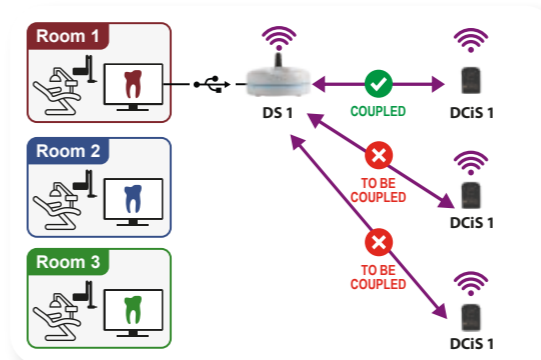 Room 1
DS 1
COUPLED
DCiS 1
Room 2
TO BE
COUPLED
DCiS 1
Room 3
TO BE
COUPLED
DCiS 1